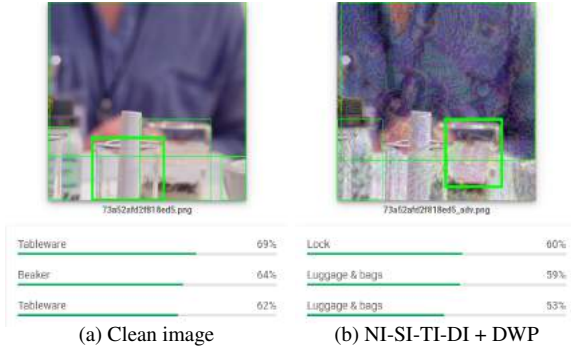 73a52afd2f818ed5.png
73a52afd2f818ed5_adv.png
Tableware 69%
Beaker 64%
Tableware 62%
Lock 60%
Luggage & bags 59%
Luggage & bags 53%
(a) Clean image
(b) NI-SI-TI-DI + DWP